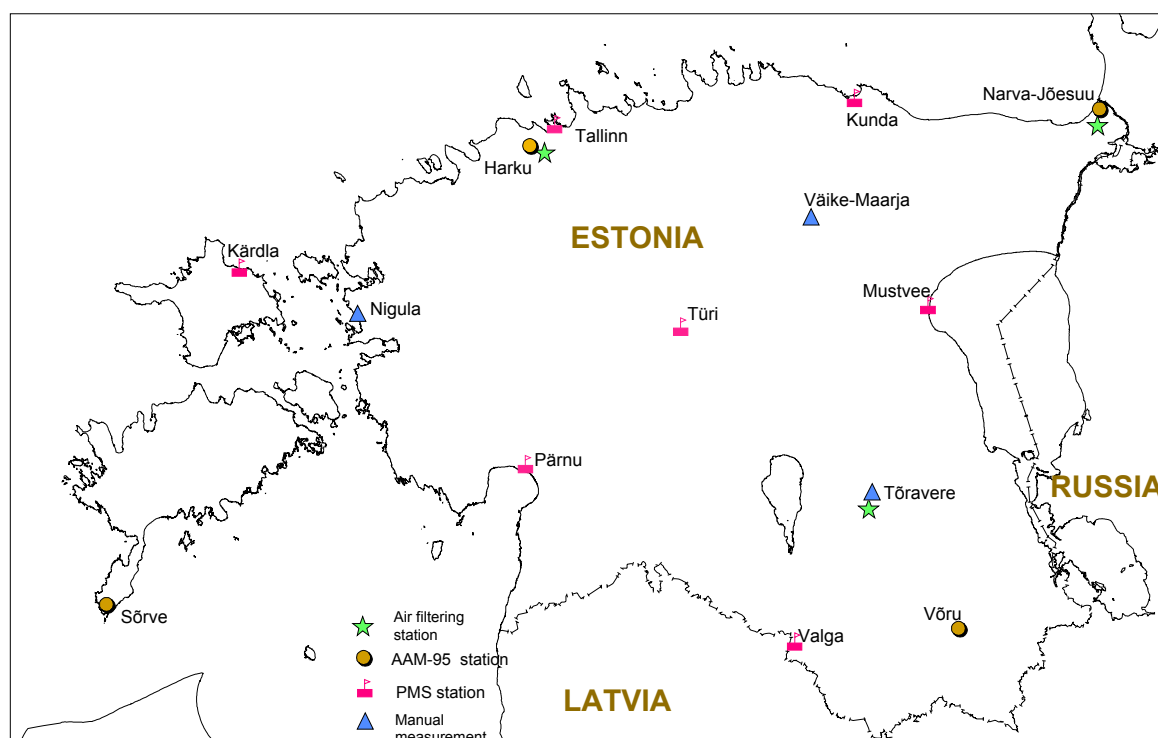 Narva-Jõesuu
Kunda
Tallinn
Harku
Väike-Maarja
ESTONIA
Kärdla
Mustvee
Nigula
Türi
Pärnu
Tõravere
RUSSIA
Sõrve
Võru
Valga
Air filtering
station
AAM-95 station
PMS station
LATVIA
Manual
measurement